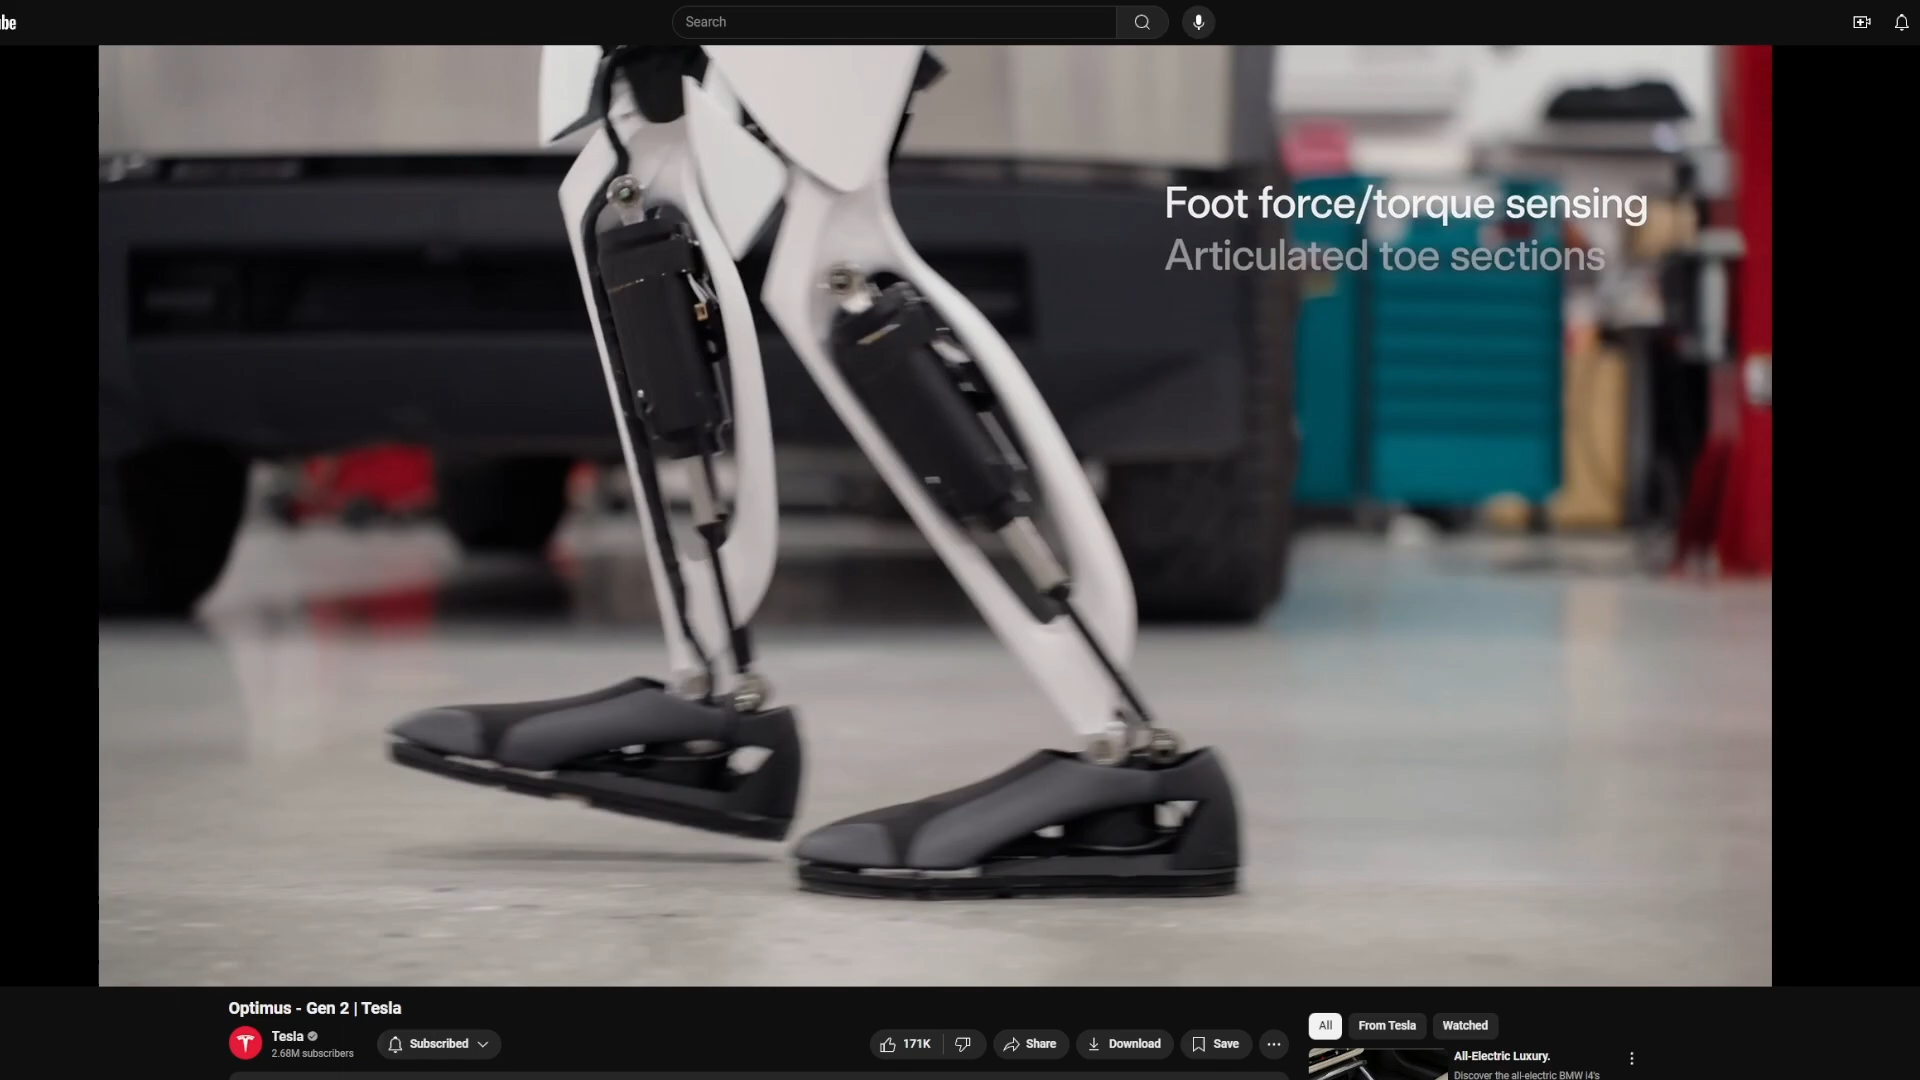 be
Search
Foot force/torque sensing
Articulated toe sections
Optimus - Gen 2 | Tesla
Tesla
2.68M subscribers
Subscribed
171K
Share
Download
Save
All
From Tesla
Watched
All-Electric Luxury.
Discover the all-electric BMW i4's